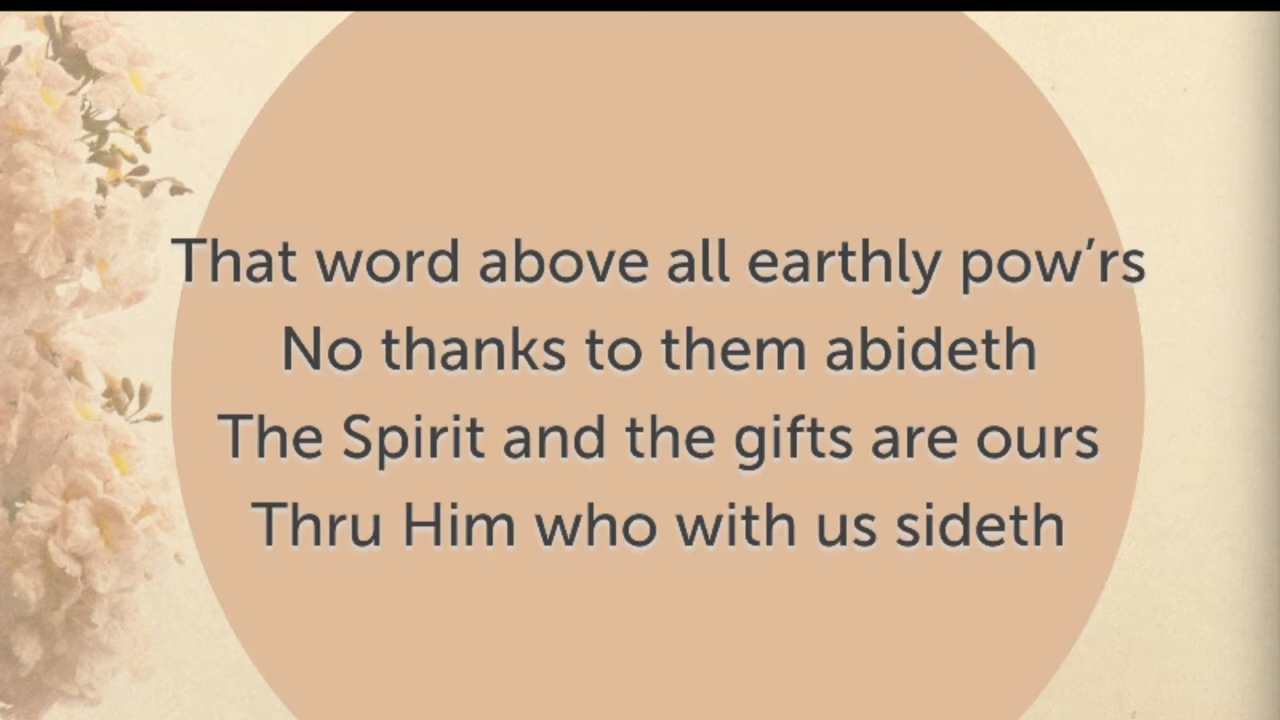 That word above all earthly pow’rs
No thanks to them abideth
The Spirit and the gifts are ours
Thru Him who with us sideth